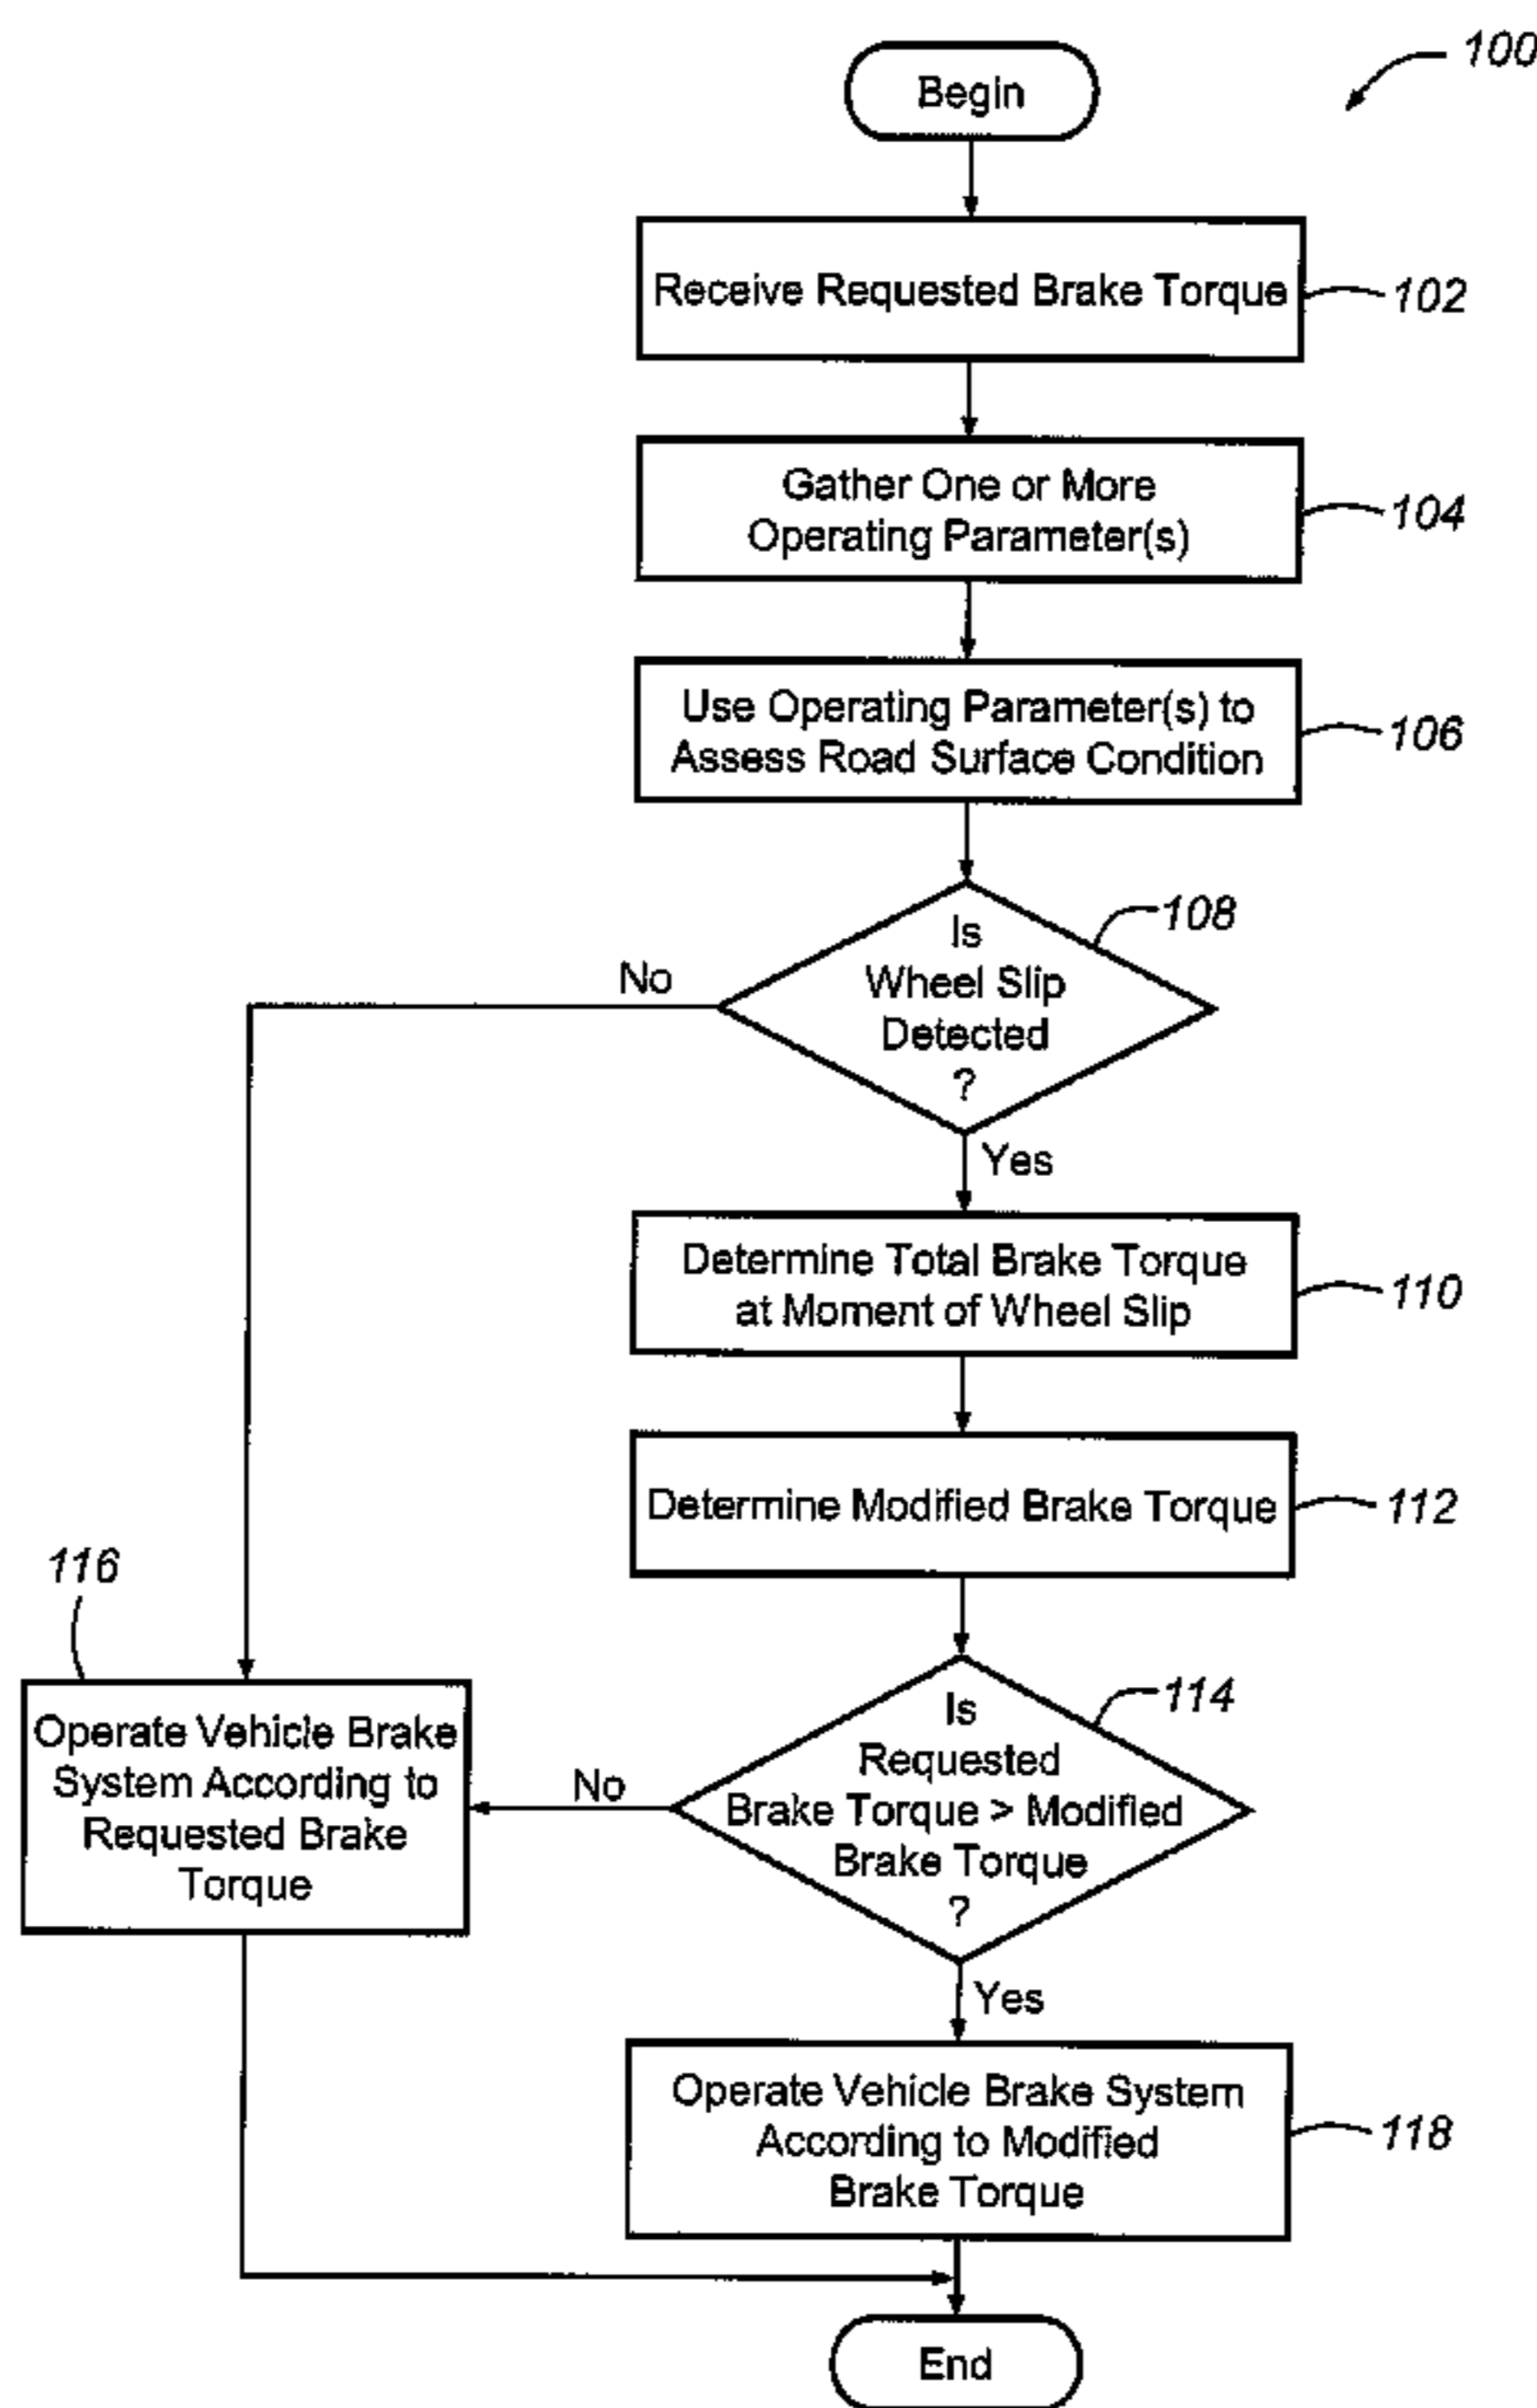 100
Begin
Receive Requested Brake Torque
102
Gather One or More
Operating Parameter(s)
104
Use Operating Parameter(s) to
Assess Road Surface Condition
106
Is
Wheel Slip
Detected
?
108
No
Yes
Determine Total Brake Torque
at Moment of Wheel Slip
110
Determine Modified Brake Torque
112
Is
Requested
Brake Torque > Modified
Brake Torque
?
114
No
116
Operate Vehicle Brake
System According to
Requested Brake
Torque
Yes
Operate Vehicle Brake System
According to Modified
Brake Torque
118
End